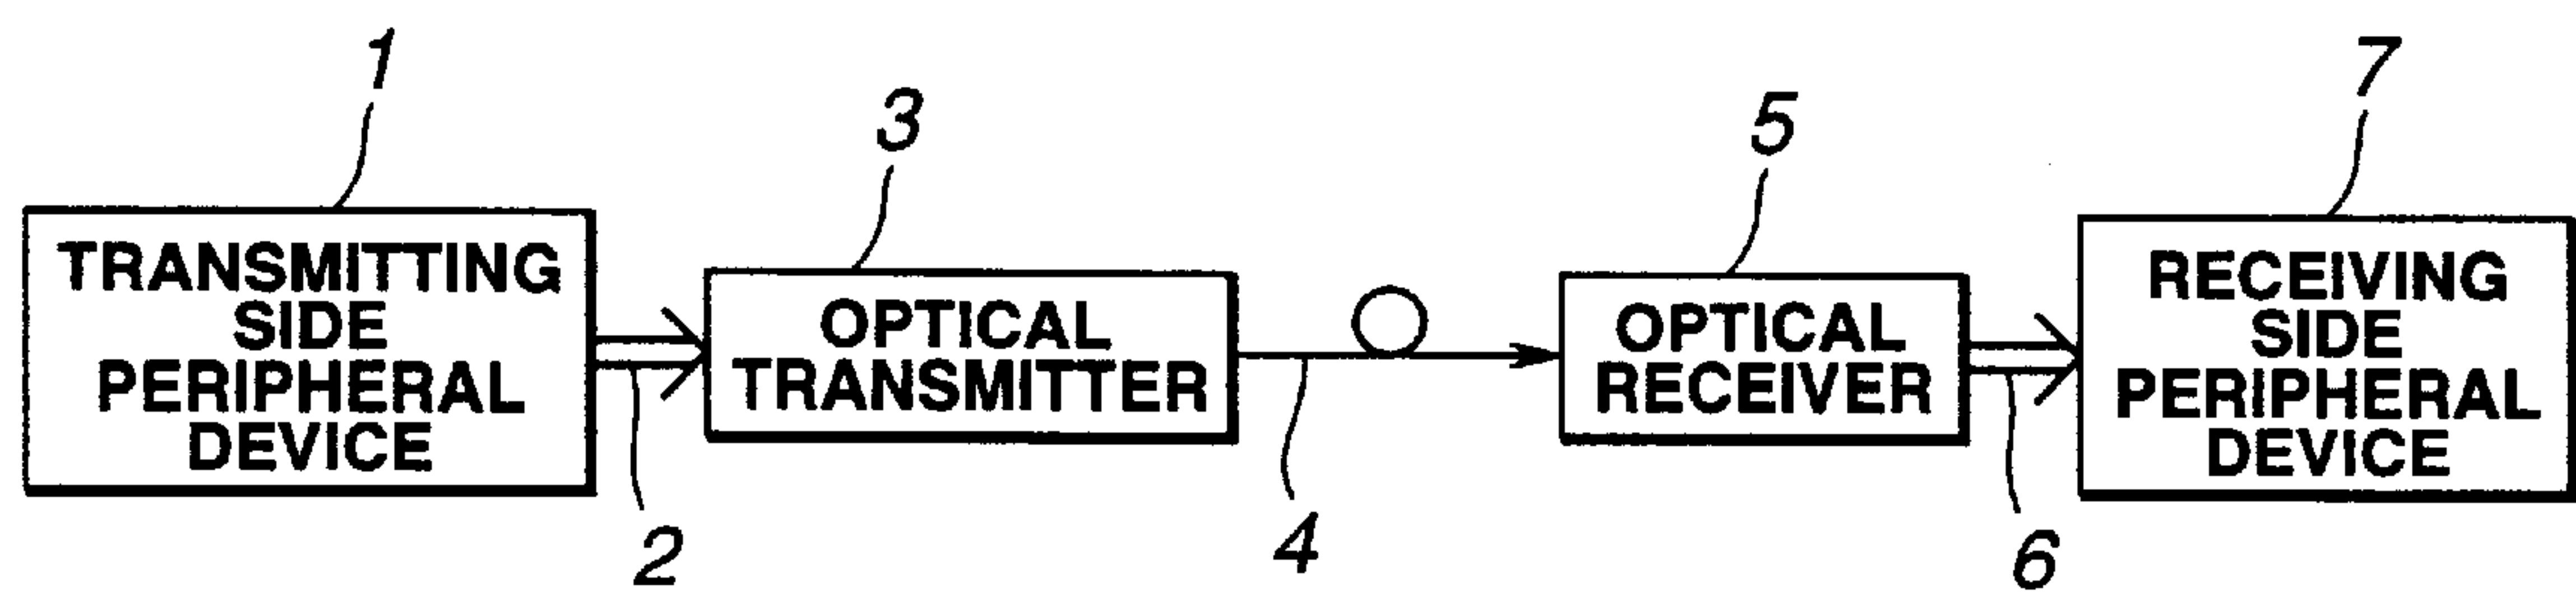 1
3
5
7
TRANSMITTING
SIDE
PERIPHERAL
DEVICE
OPTICAL
TRANSMITTER
OPTICAL
RECEIVER
RECEIVING
SIDE
PERIPHERAL
DEVICE
2
4
6